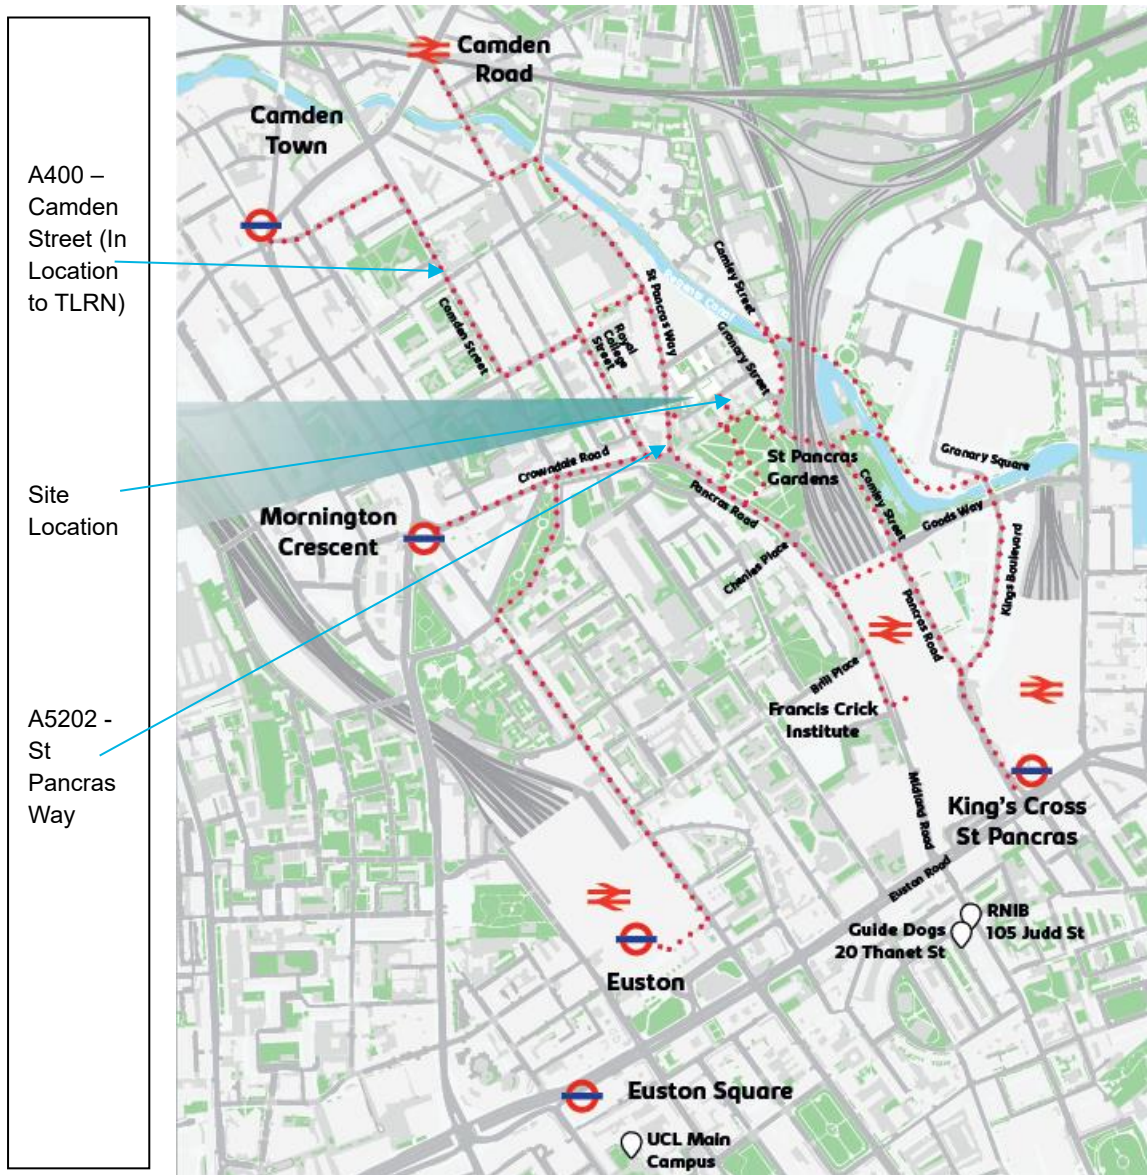 A400 –
Camden
Street (In
Location
to TLRN)
Site
Location
A5202 -
St
Pancras
Way
Camden
Road
Camden
Town
Camley Street
Regents Canal
St Pancras Way
Granary Street
Royal
College
Street
Camden Street
St Pancras
Gardens
Granary Square
Crowndale Road
Camley Street
Pancras Road
Goods Way
Mornington
Crescent
Chenies Place
Kings Boulevard
Pancras Road
Brill Place
Francis Crick
Institute
Midland Road
King's Cross
St Pancras
Euston Road
RNIB
105 Judd St
Guide Dogs
20 Thanet St
Euston
Euston Square
UCL Main
Campus